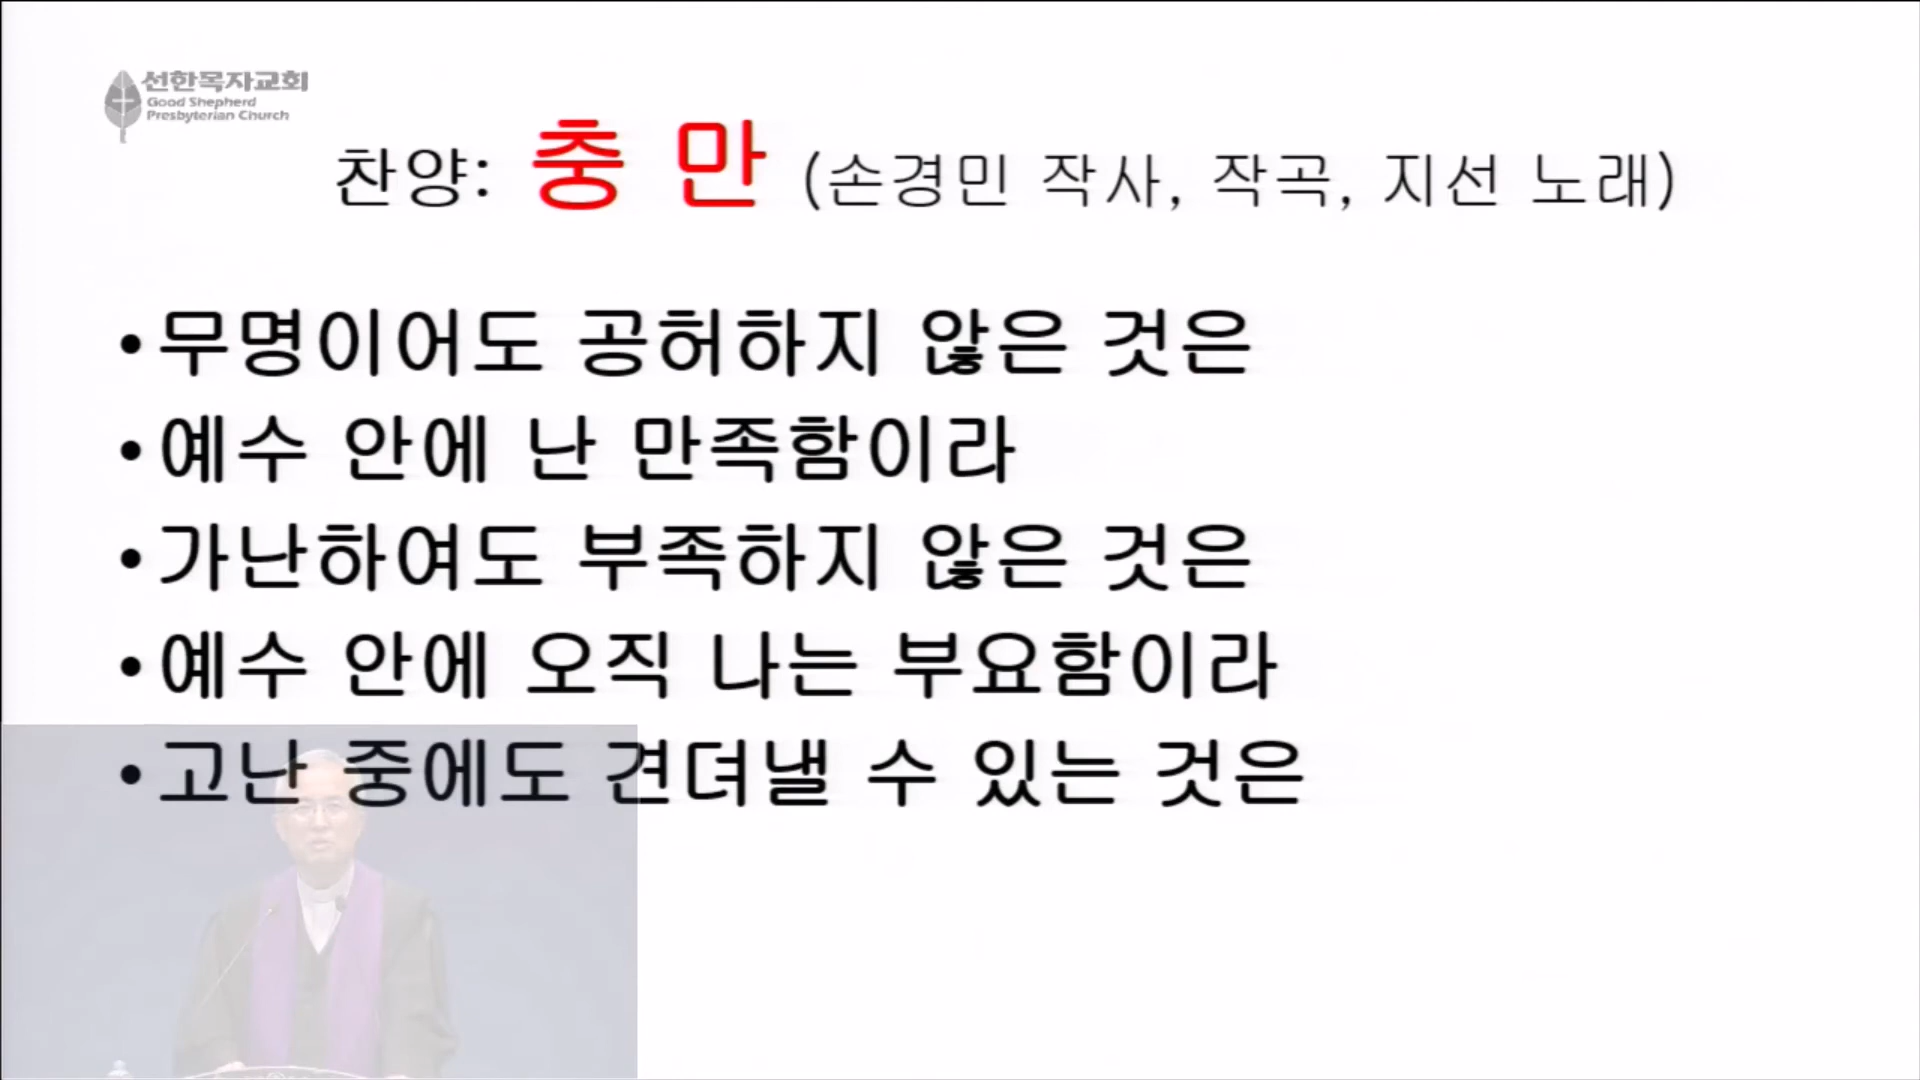 선한목자교회
Good Shepherd
Presbyterian Church
찬양: 충 만 (손경민 작사, 작곡, 지선 노래)
•무명이어도 공허하지 않은 것은
•예수 안에 난 만족함이라
•가난하여도 부족하지 않은 것은
•예수 안에 오직 나는 부요함이라
•고난 중에도 견뎌낼 수 있는 것은